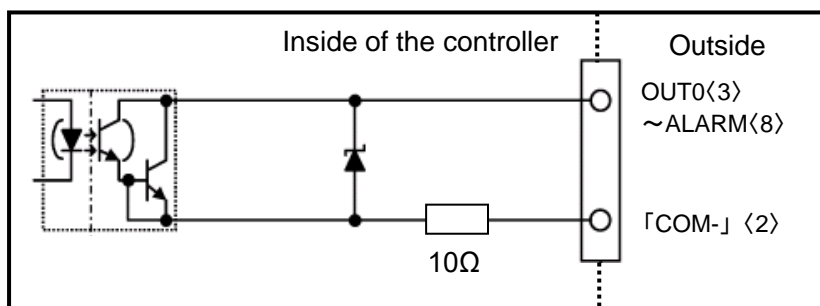 Inside of the controller
Outside
OUT0〈3〉
～ALARM〈8〉
「COM-」〈2〉
10Ω